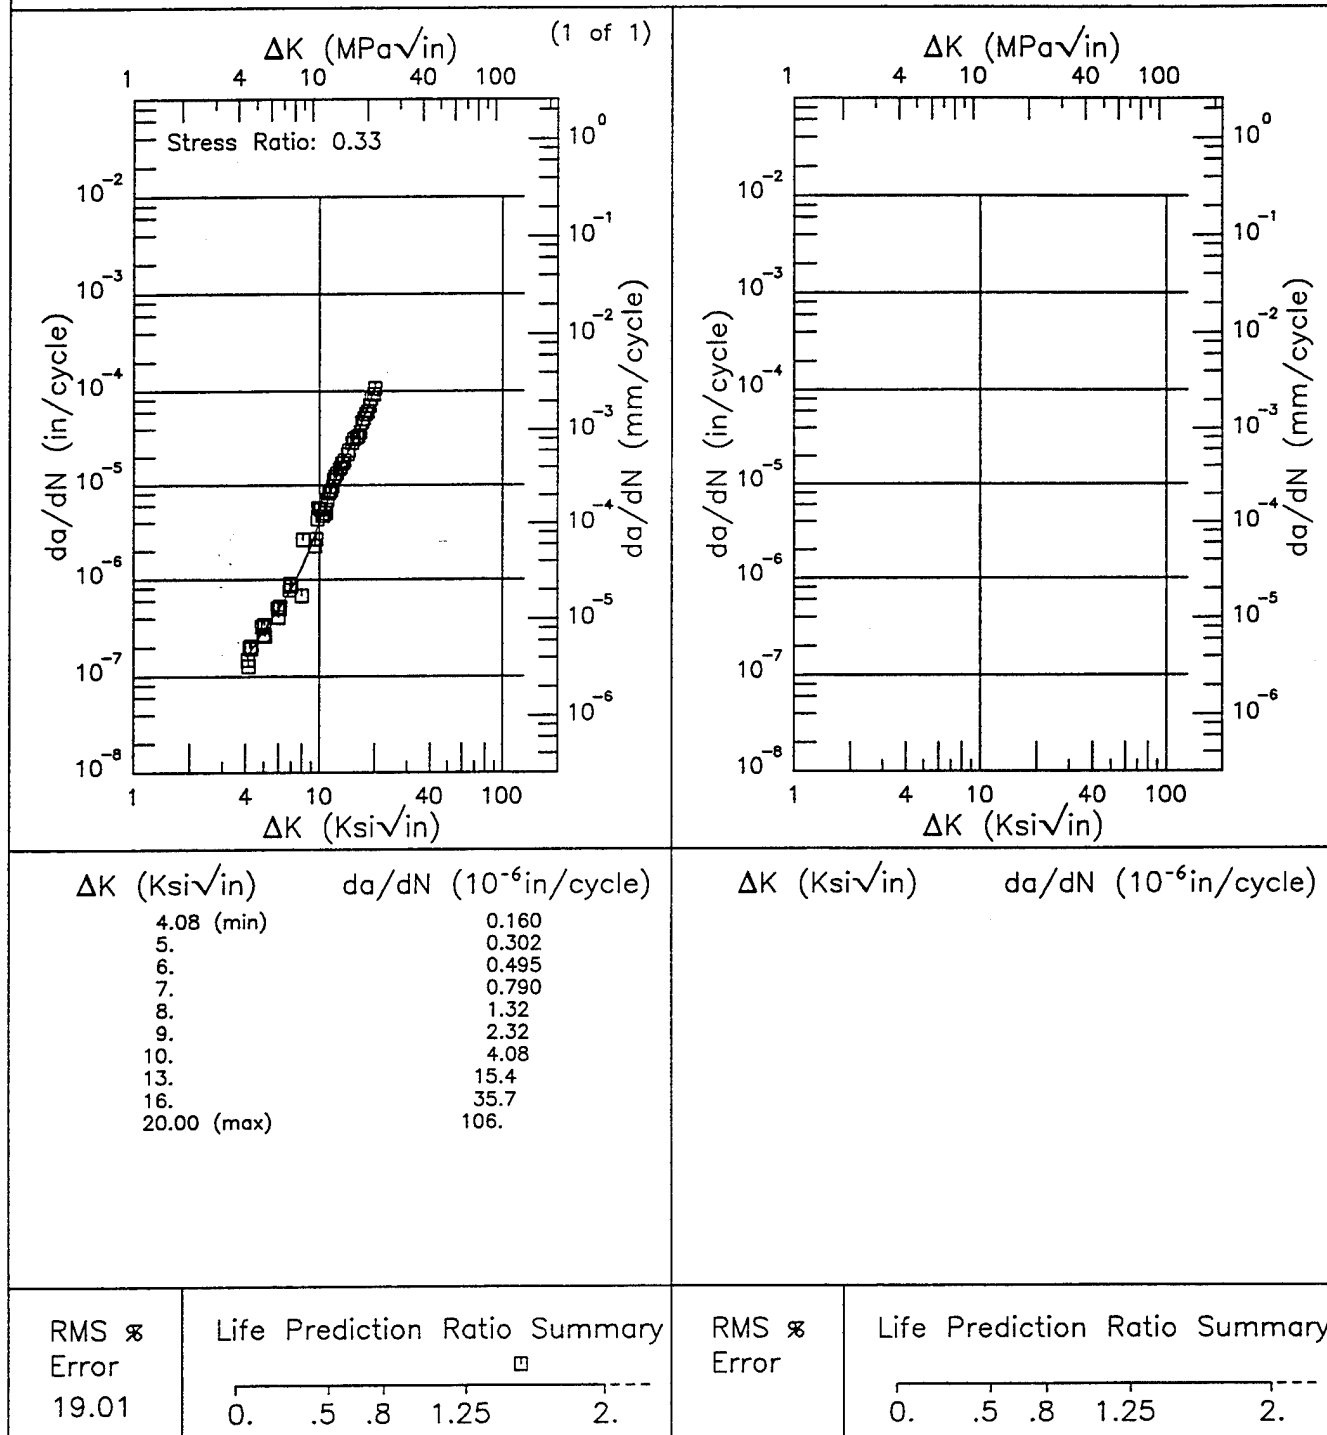 (1 of 1)
ΔK (MPa√in)
1 4 10 40 100
Stress Ratio: 0.33
da/dN (in/cycle)
10⁻²
10⁻³
10⁻⁴
10⁻⁵
10⁻⁶
10⁻⁷
10⁻⁸
10⁰
10⁻¹
10⁻²
10⁻³
10⁻⁴
10⁻⁵
10⁻⁶
da/dN (mm/cycle)
1 4 10 40 100
ΔK (Ksi√in)
ΔK (MPa√in)
1 4 10 40 100
da/dN (in/cycle)
10⁻²
10⁻³
10⁻⁴
10⁻⁵
10⁻⁶
10⁻⁷
10⁻⁸
10⁰
10⁻¹
10⁻²
10⁻³
10⁻⁴
10⁻⁵
10⁻⁶
da/dN (mm/cycle)
1 4 10 40 100
ΔK (Ksi√in)
ΔK (Ksi√in) da/dN (10⁻⁶in/cycle)
4.08 (min) 0.160
5. 0.302
6. 0.495
7. 0.790
8. 1.32
9. 2.32
10. 4.08
13. 15.4
16. 35.7
20.00 (max) 106.
ΔK (Ksi√in) da/dN (10⁻⁶in/cycle)
RMS %
Error
19.01
Life Prediction Ratio Summary
0. .5 .8 1.25 2.
RMS %
Error
Life Prediction Ratio Summary
0. .5 .8 1.25 2.